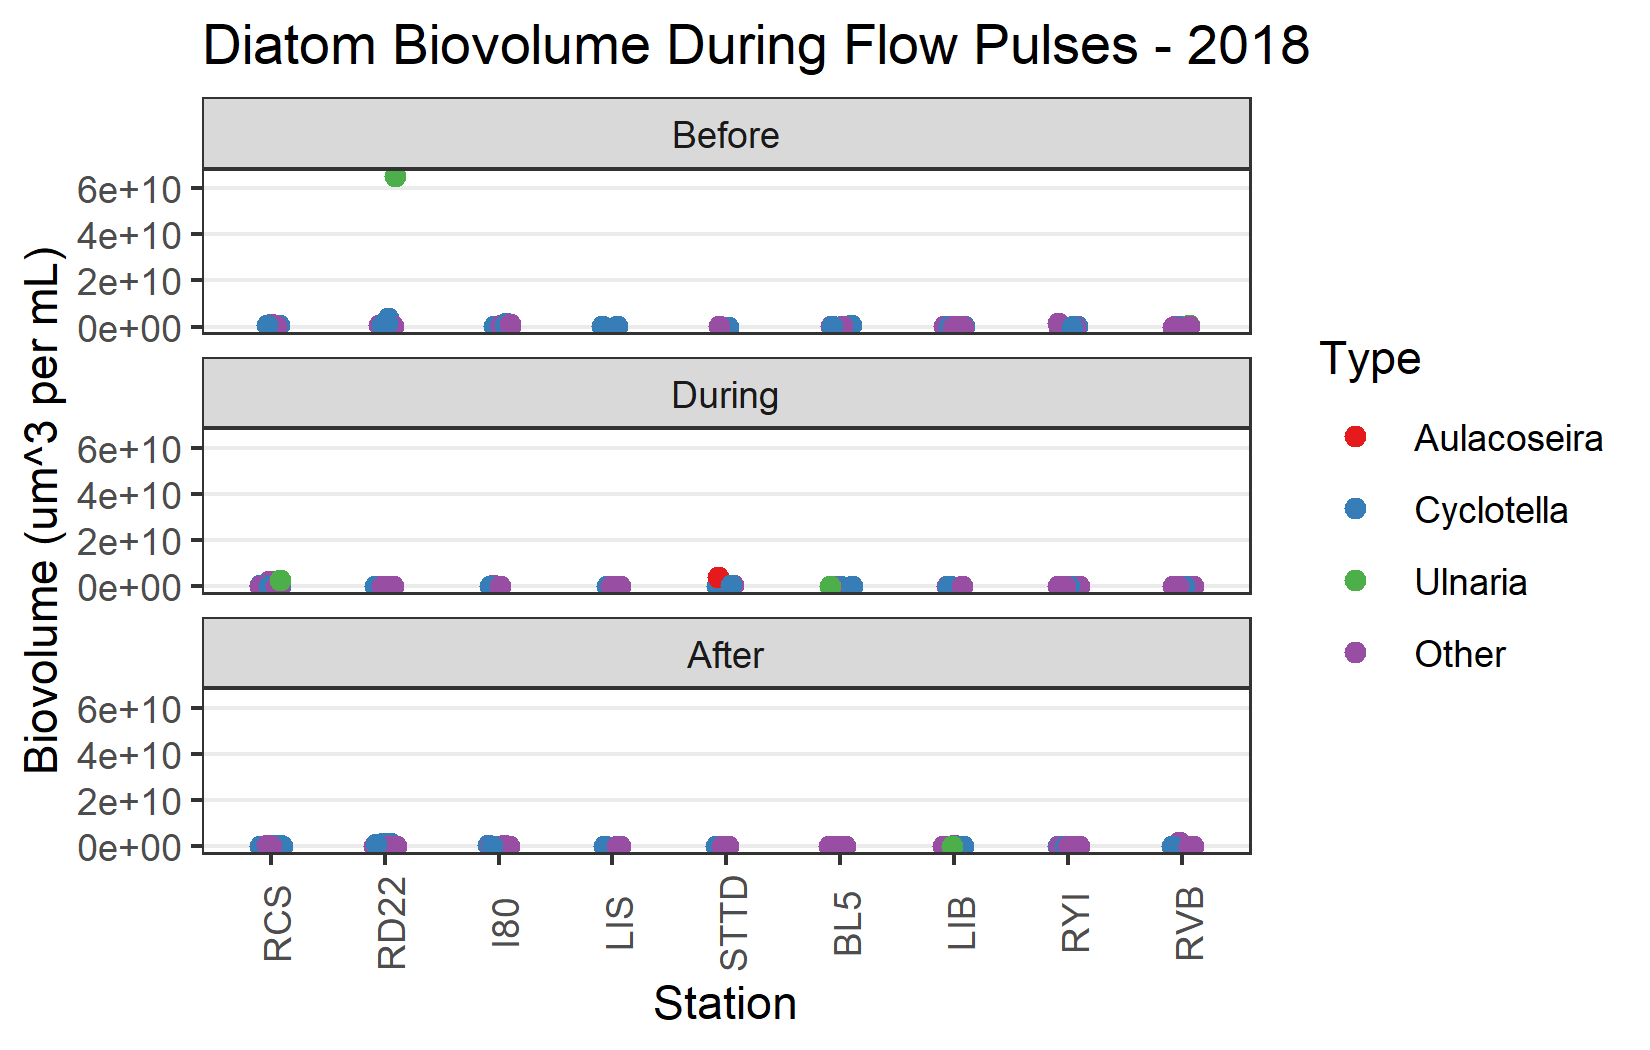 Diatom Biovolume During Flow Pulses - 2018
Before
6e+10
4e+10
2e+10
0e+00
During
6e+10
4e+10
2e+10
0e+00
After
6e+10
4e+10
2e+10
0e+00
Biovolume (um^3 per mL)
RCS
RD22
I80
LIS
STTD
BL5
LIB
RYI
RVB
Station
Type
Aulacoseira
Cyclotella
Ulnaria
Other